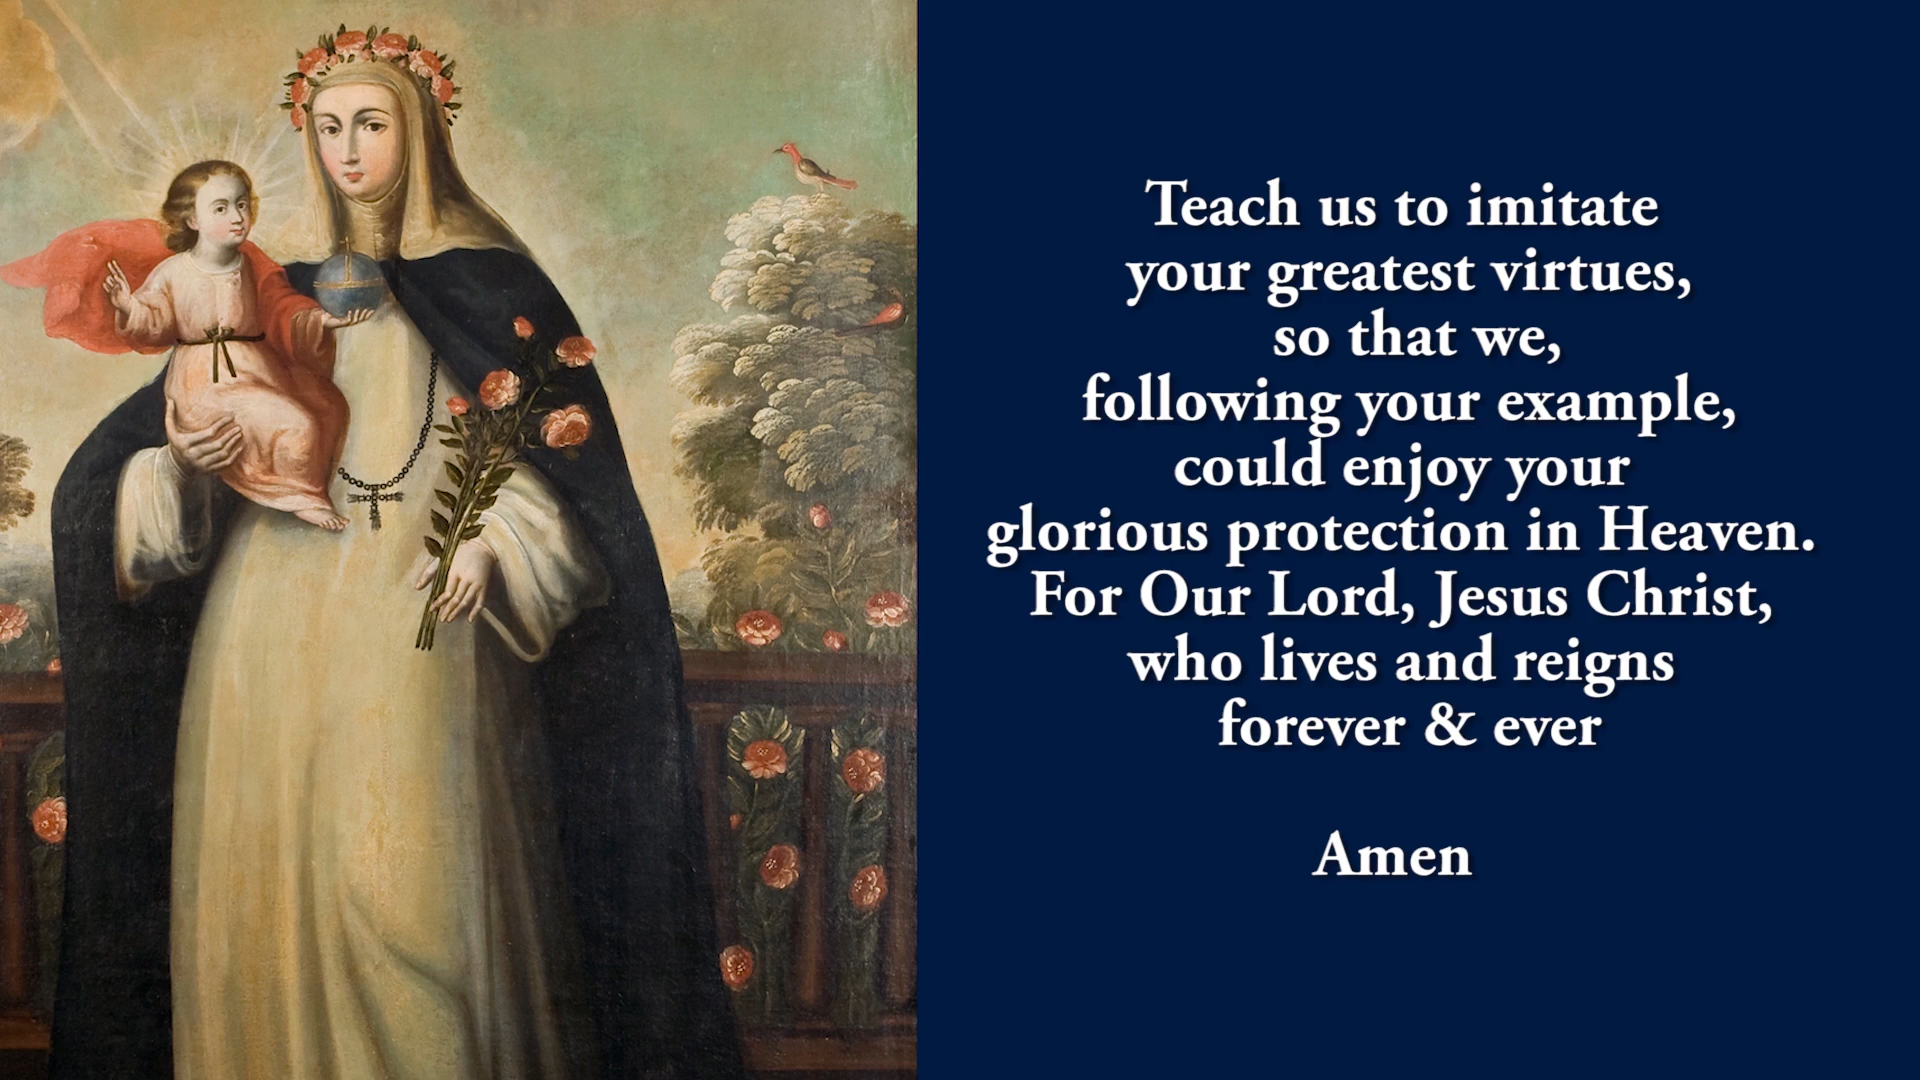 Teach us to imitate
your greatest virtues,
so that we,
following your example,
could enjoy your
glorious protection in Heaven.
For Our Lord, Jesus Christ,
who lives and reigns
forever & ever
Amen